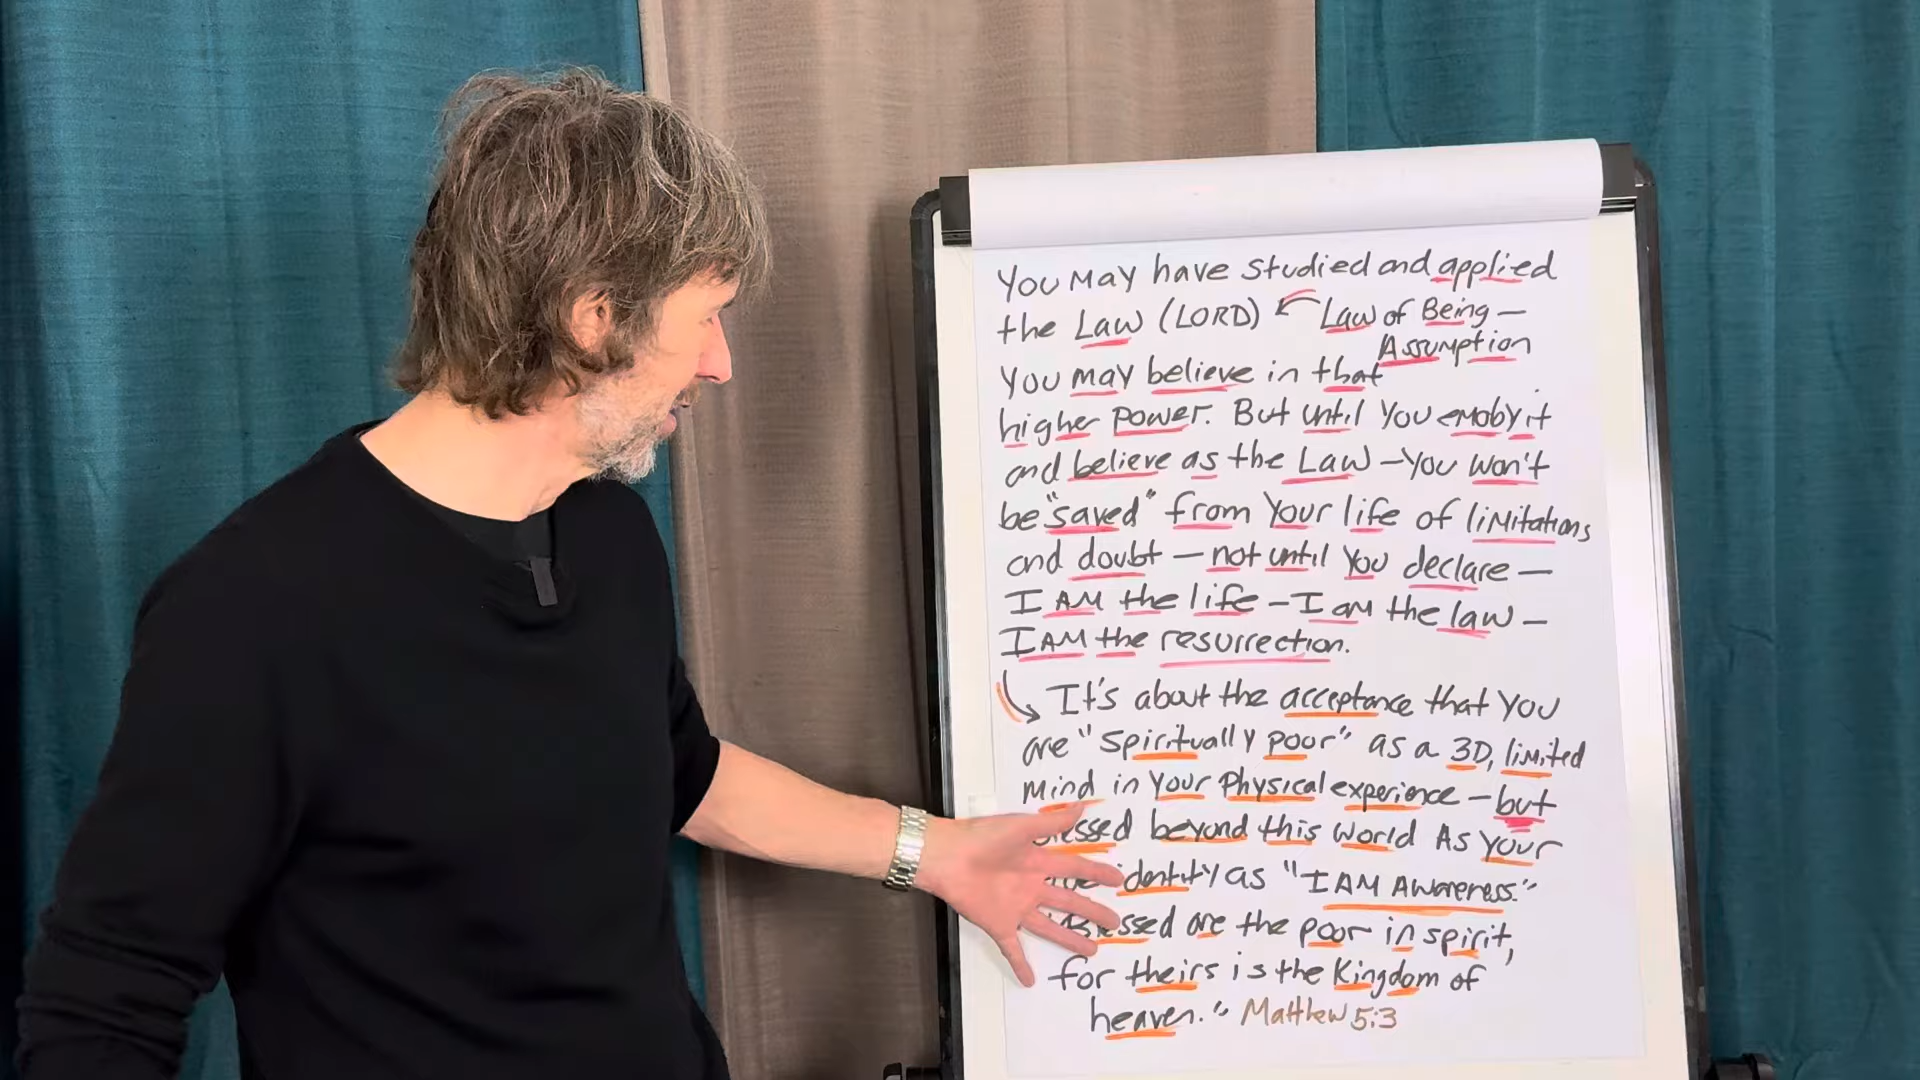 You may have studied and applied
the Law (LORD) Law of Being –
Assumption
You may believe in that
higher power. But until you emoby it
and believe as the Law – you won't
be "saved" from your life of limitations
and doubt – not until you declare –
I AM the life – I am the law –
I AM the resurrection.
It's about the acceptance that you
are "spiritually poor" as a 3D, limited
mind in your physical experience – but
beyond this world As your
as "I AM AWARENESS."
are the poor in spirit,
for theirs is the Kingdom of
heaven." Matthew 5:3